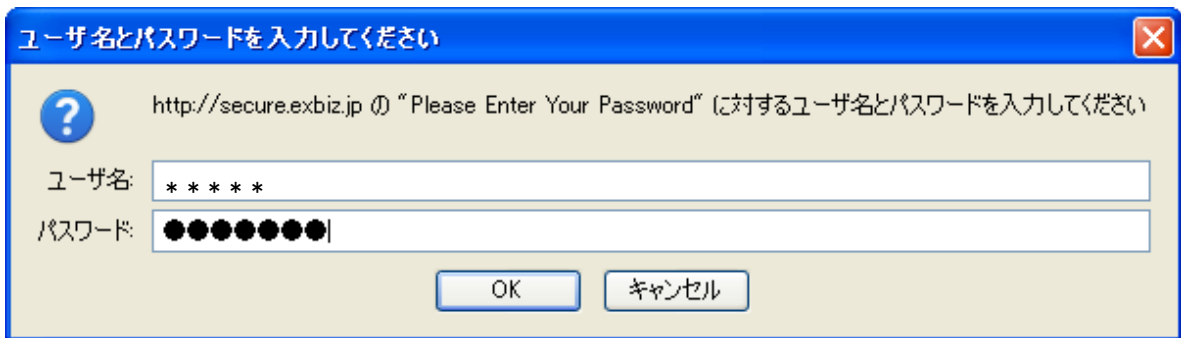 ユーザ名とパスワードを入力してください
http://secure.exbiz.jp の "Please Enter Your Password" に対するユーザ名とパスワードを入力してください
ユーザ名: *****
パスワード: ●●●●●●●
OK キャンセル